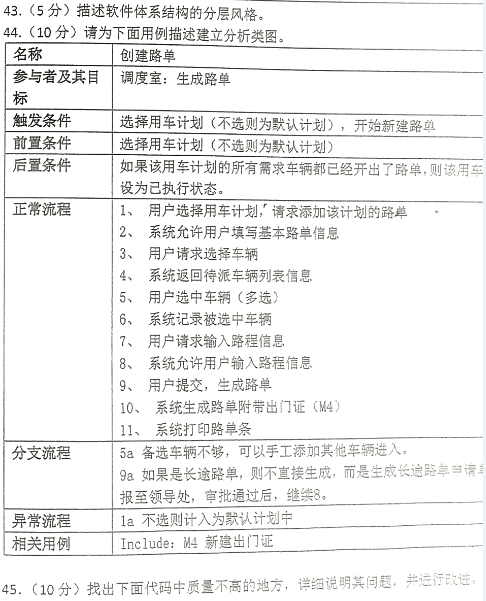 43.（5 分）描述软件体系结构的分层风格。
44.（10 分）请为下面用例描述建立分析类图。
名称 创建路单
参与者及其目标 调度室：生成路单
触发条件 选择用车计划（不选则为默认计划），开始新建路单
前置条件 选择用车计划（不选则为默认计划）
后置条件 如果该用车计划的所有需求车辆都已经开出了路单,则该用车
设为已执行状态。
正常流程 1、 用户选择用车计划，请求添加该计划的路单
2、 系统允许用户填写基本路单信息
3、 用户请求选择车辆
4、 系统返回待派车辆列表信息
5、 用户选中车辆（多选）
6、 系统记录被选中车辆
7、 用户请求输入路程信息
8、 系统允许用户输入路程信息
9、 用户提交，生成路单
10、 系统生成路单附带出门证（M4）
11、 系统打印路单条
分支流程 5a 备选车辆不够，可以手工添加其他车辆进入。
9a 如果是长途路单，则不直接生成，而是生成长途路单申请
报至领导处，审批通过后，继续8。
异常流程 1a 不选则计入为默认计划中
相关用例 Include：M4 新建出门证
45.（10 分）找出下面代码中质量不高的地方，详细说明其问题，并进行改进。